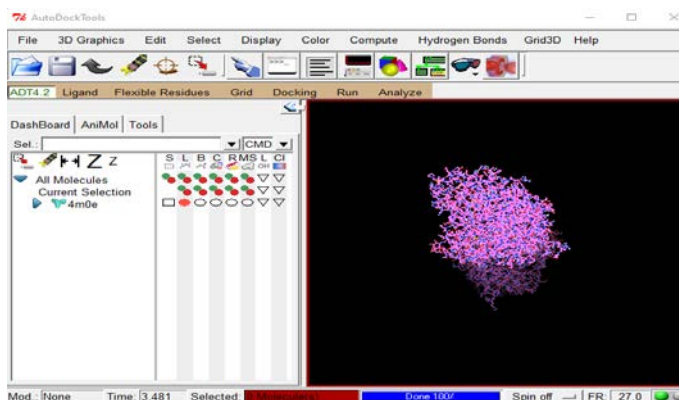 AutoDockTools
File 3D Graphics Edit Select Display Color Compute Hydrogen Bonds Grid3D Help
ADT4.2 Ligand Flexible Residues Grid Docking Run Analyze
DashBoard AniMol Tools
Sel.: CMD
Z Z S L B C R MS L Cl
All Molecules
Current Selection
4m0e
Mod.: None Time: 3.481 Selected: Done 100/ Spin off FR: 27.0